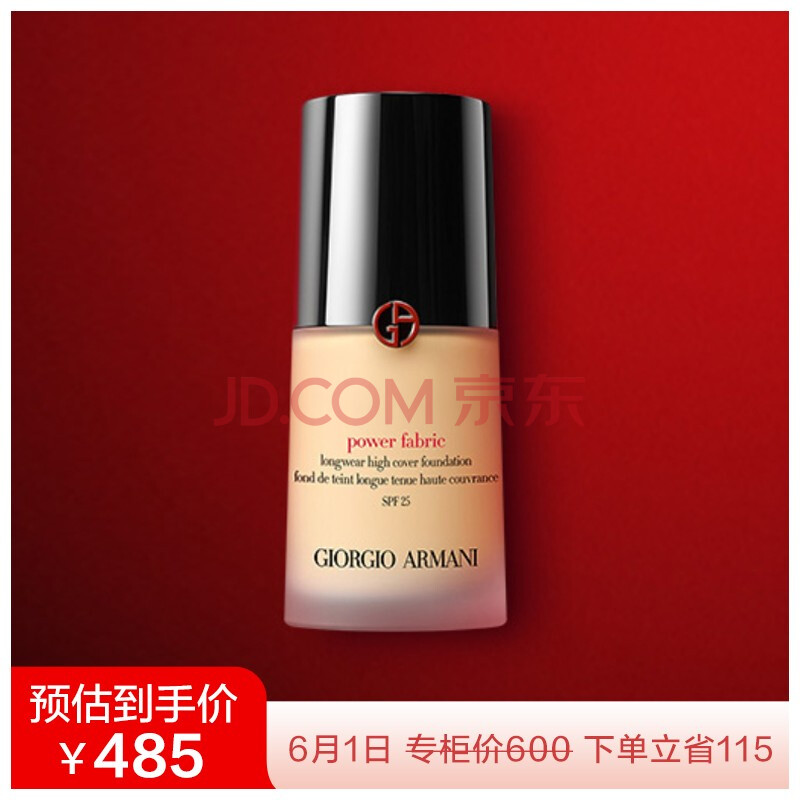 JD.COM 京东
power fabric
longwear high cover foundation
fond de teint longue tenue haute couvrance
SPF 25
GIORGIO ARMANI
预估到手价
￥485
6月1日 专柜价600 下单立省115